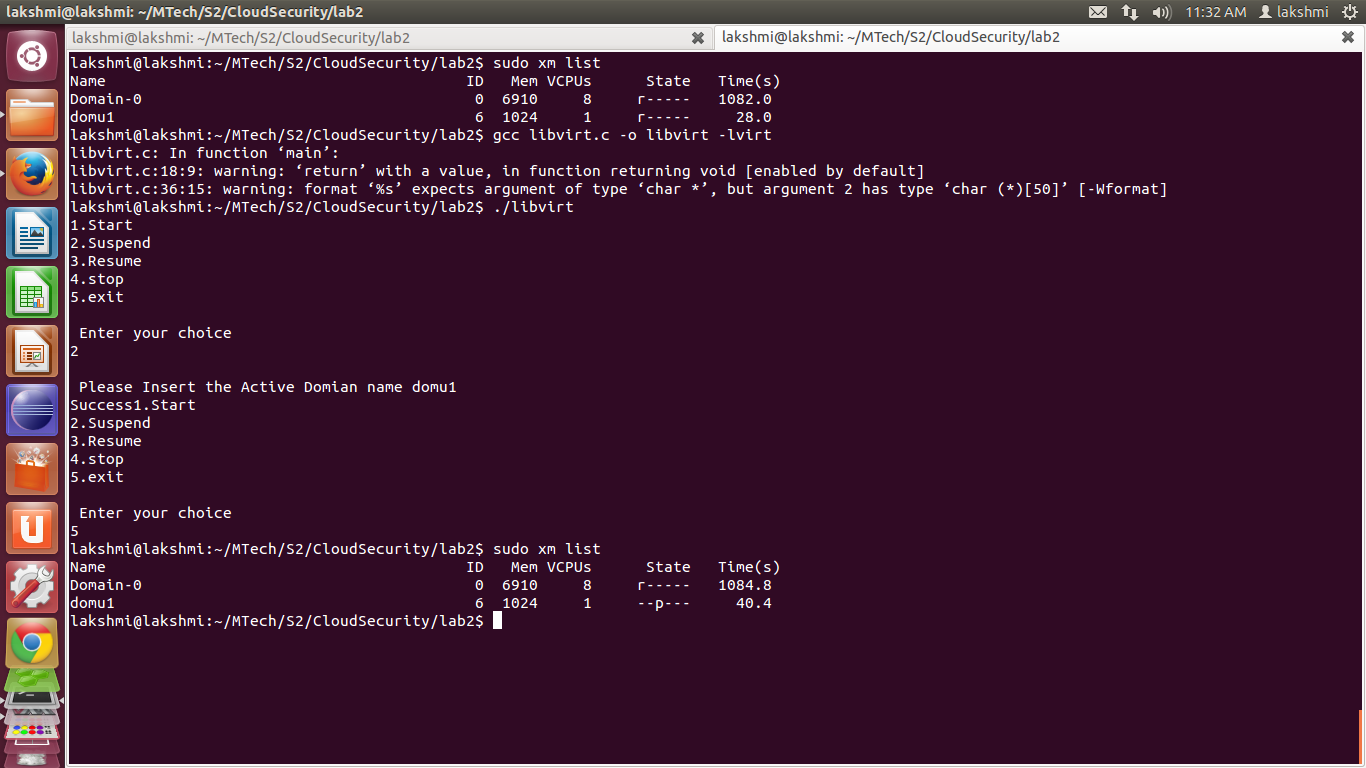 lakshmi@lakshmi: ~/MTech/S2/CloudSecurity/lab2
11:32 AM lakshmi
lakshmi@lakshmi: ~/MTech/S2/CloudSecurity/lab2
lakshmi@lakshmi: ~/MTech/S2/CloudSecurity/lab2
lakshmi@lakshmi:~/MTech/S2/CloudSecurity/lab2$ sudo xm list
Name                                        ID   Mem VCPUs      State   Time(s)
Domain-0                                     0  6910     8     r-----   1082.0
domu1                                        6  1024     1     r-----     28.0
lakshmi@lakshmi:~/MTech/S2/CloudSecurity/lab2$ gcc libvirt.c -o libvirt -lvirt
libvirt.c: In function ‘main’:
libvirt.c:18:9: warning: ‘return’ with a value, in function returning void [enabled by default]
libvirt.c:36:15: warning: format ‘%s’ expects argument of type ‘char *’, but argument 2 has type ‘char (*)[50]’ [-Wformat]
lakshmi@lakshmi:~/MTech/S2/CloudSecurity/lab2$ ./libvirt
1.Start
2.Suspend
3.Resume
4.stop
5.exit
Enter your choice
2
Please Insert the Active Domian name domu1
Success1.Start
2.Suspend
3.Resume
4.stop
5.exit
Enter your choice
5
lakshmi@lakshmi:~/MTech/S2/CloudSecurity/lab2$ sudo xm list
Name                                        ID   Mem VCPUs      State   Time(s)
Domain-0                                     0  6910     8     r-----   1084.8
domu1                                        6  1024     1     --p---     40.4
lakshmi@lakshmi:~/MTech/S2/CloudSecurity/lab2$